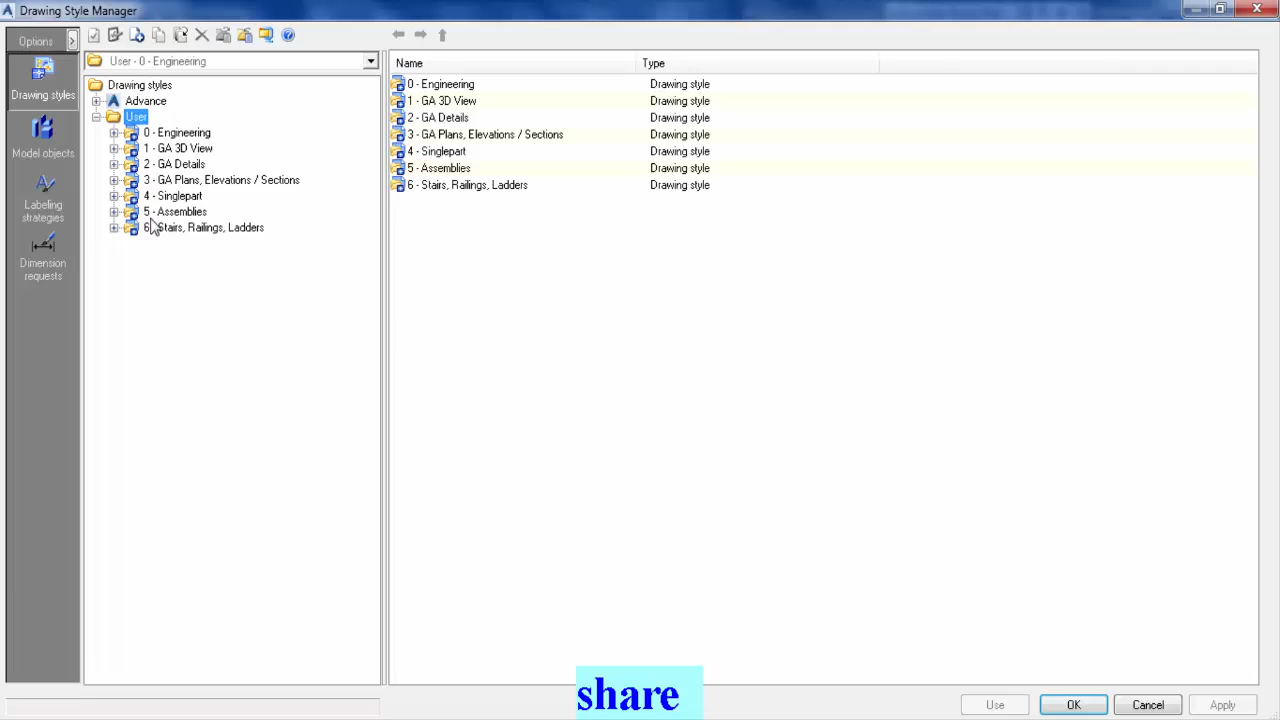 Drawing Style Manager
Options
Drawing styles
Model objects
Labeling
strategies
Dimension
requests
User - 0 - Engineering
Drawing styles
Advance
User
0 - Engineering
1 - GA 3D View
2 - GA Details
3 - GA Plans, Elevations / Sections
4 - Singlepart
5 - Assemblies
6 - Stairs, Railings, Ladders
Name Type
0 - Engineering Drawing style
1 - GA 3D View Drawing style
2 - GA Details Drawing style
3 - GA Plans, Elevations / Sections Drawing style
4 - Singlepart Drawing style
5 - Assemblies Drawing style
6 - Stairs, Railings, Ladders Drawing style
share
Use OK Cancel Apply